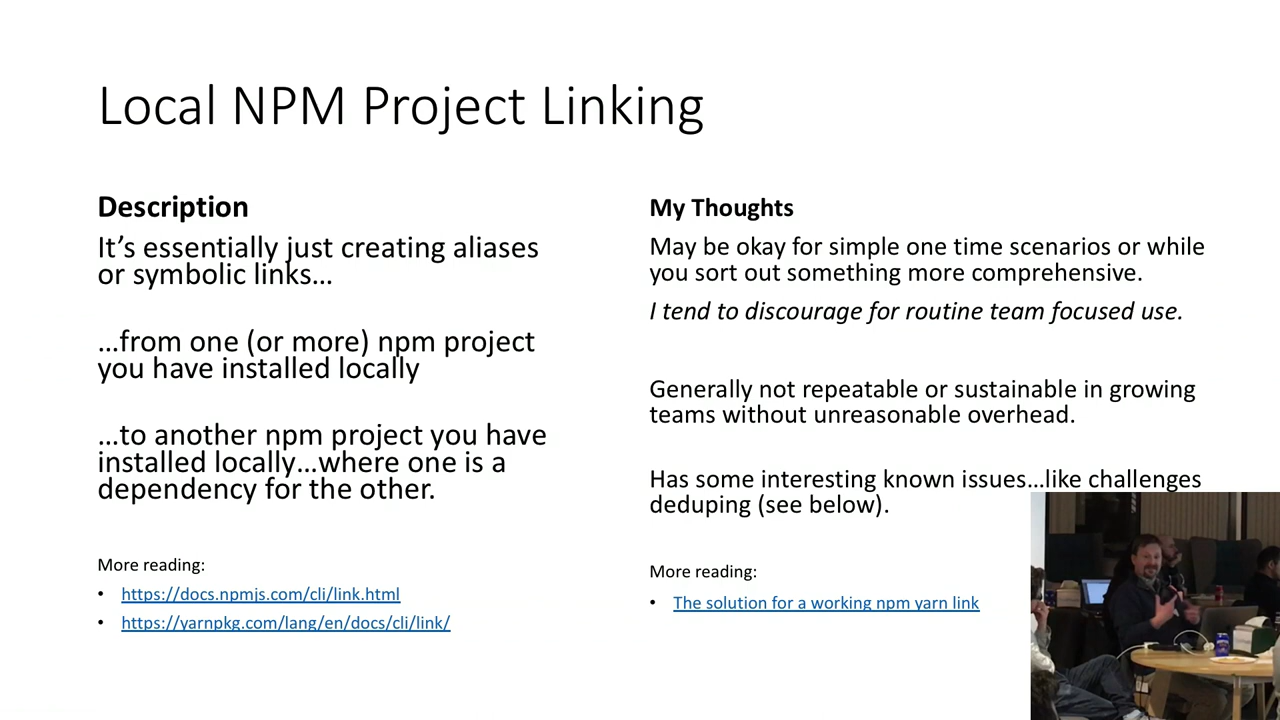 Local NPM Project Linking
Description
It’s essentially just creating aliases
or symbolic links…
…from one (or more) npm project
you have installed locally
…to another npm project you have
installed locally…where one is a
dependency for the other.
More reading:
• https://docs.npmjs.com/cli/link.html
• https://yarnpkg.com/lang/en/docs/cli/link/
My Thoughts
May be okay for simple one time scenarios or while
you sort out something more comprehensive.
I tend to discourage for routine team focused use.
Generally not repeatable or sustainable in growing
teams without unreasonable overhead.
Has some interesting known issues…like challenges
deduping (see below).
More reading:
• The solution for a working npm yarn link